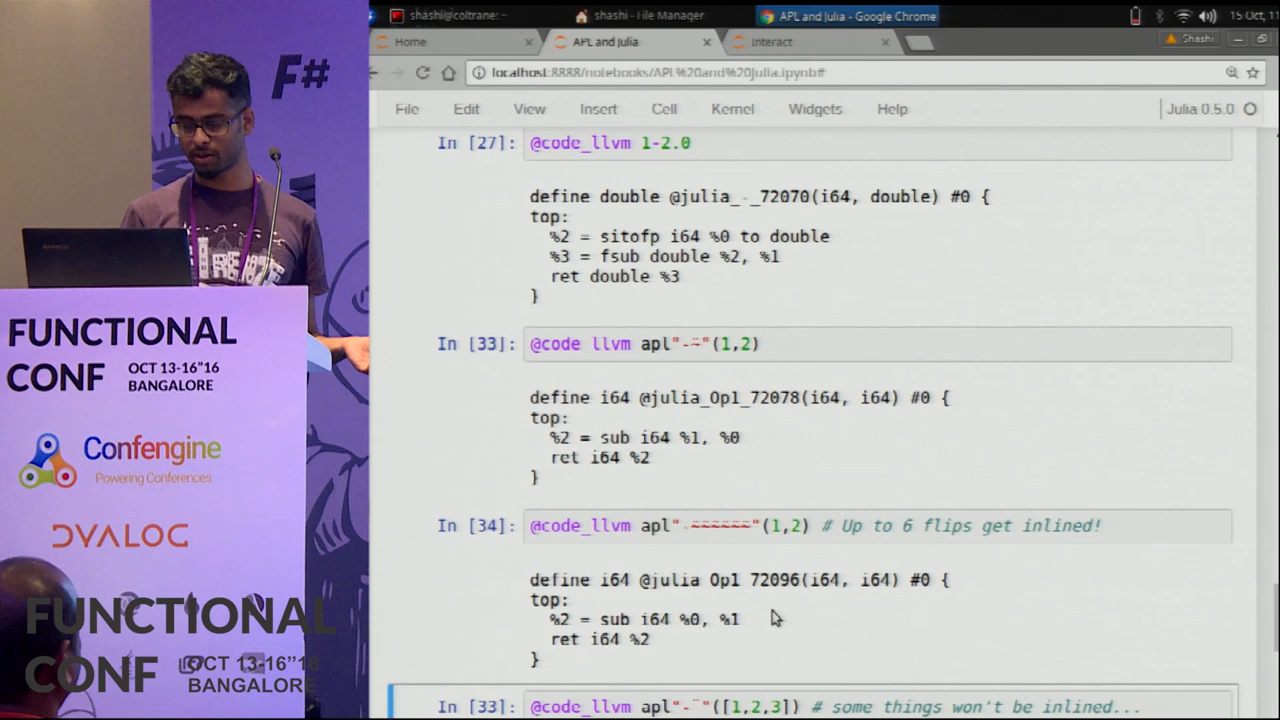 shashi@coltrane: ~
shashi - File Manager
APL and Julia - Google Chrome
15 Oct, 1
Home
APL and Julia
Interact
Shashi
localhost:8888/notebooks/APL%20and%20Julia.ipynb#
File Edit View Insert Cell Kernel Widgets Help
Julia 0.5.0
In [27]: @code_llvm 1-2.0
define double @julia_-_72070(i64, double) #0 {
top:
%2 = sitofp i64 %0 to double
%3 = fsub double %2, %1
ret double %3
}
In [33]: @code_llvm apl"-~"(1,2)
define i64 @julia_Op1_72078(i64, i64) #0 {
top:
%2 = sub i64 %1, %0
ret i64 %2
}
In [34]: @code_llvm apl"-~~~~~~"(1,2) # Up to 6 flips get inlined!
define i64 @julia_Op1_72096(i64, i64) #0 {
top:
%2 = sub i64 %0, %1
ret i64 %2
}
In [33]: @code_llvm apl"-¨"([1,2,3]) # some things won't be inlined...
F#
FUNCTIONAL
CONF
OCT 13-16"16
BANGALORE
Confengine
Powering Conferences
DYALOG
FUNCTIONAL
CONF
OCT 13-16"16
BANGALORE